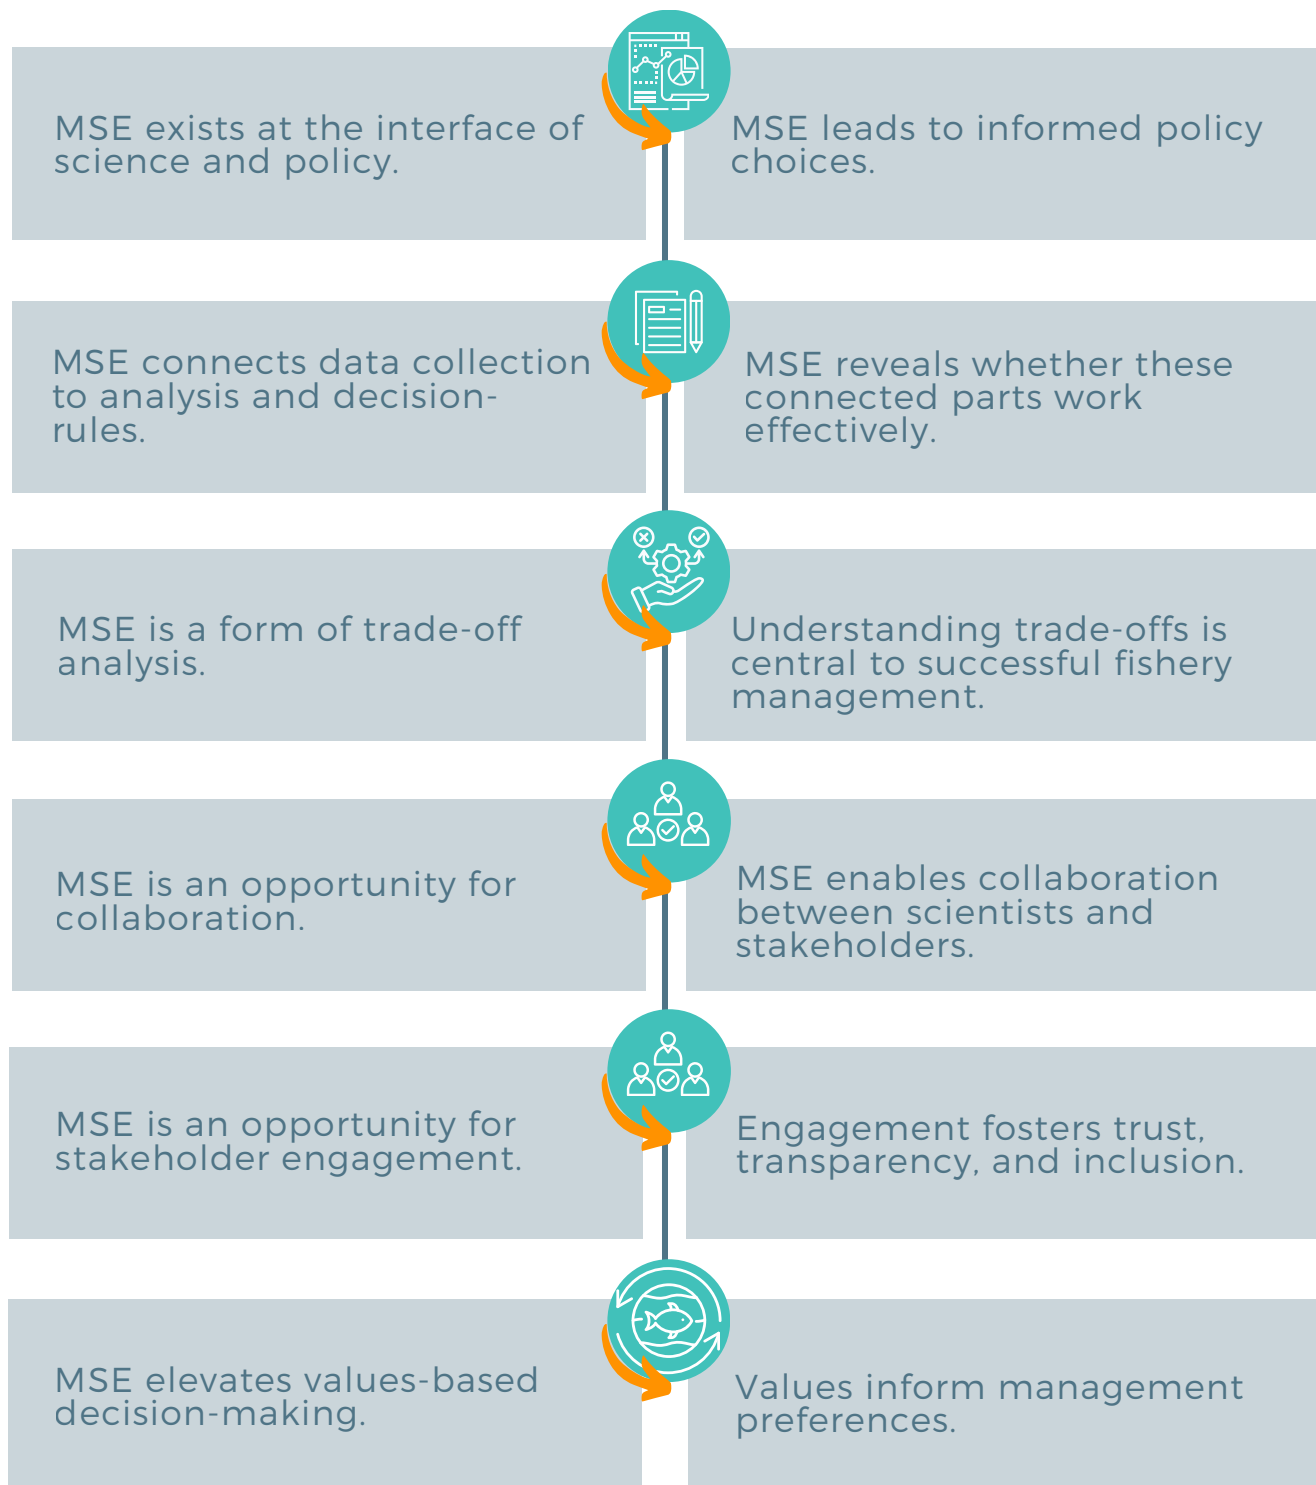 MSE exists at the interface of
science and policy.
MSE leads to informed policy
choices.
MSE connects data collection
to analysis and decision-
rules.
MSE reveals whether these
connected parts work
effectively.
MSE is a form of trade-off
analysis.
Understanding trade-offs is
central to successful fishery
management.
MSE is an opportunity for
collaboration.
MSE enables collaboration
between scientists and
stakeholders.
MSE is an opportunity for
stakeholder engagement.
Engagement fosters trust,
transparency, and inclusion.
MSE elevates values-based
decision-making.
Values inform management
preferences.